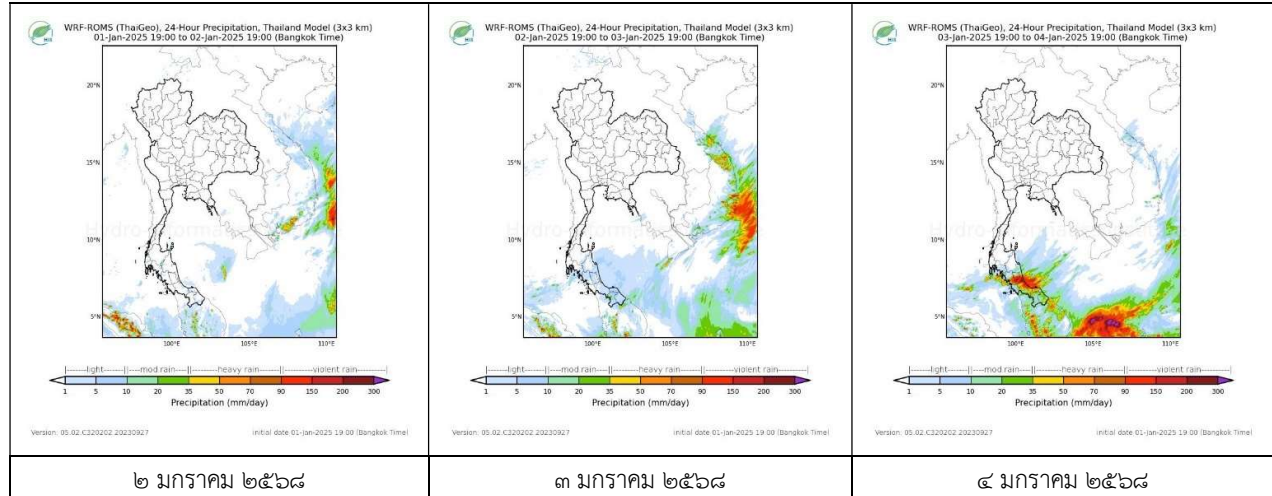 WRF-ROMS (ThaiGeo), 24-Hour Precipitation, Thailand Model (3x3 km)
01-Jan-2025 19:00 to 02-Jan-2025 19:00 (Bangkok Time)
20°N
15°N
10°N
5°N
100°E
105°E
110°E
light
mod rain
heavy rain
violent rain
1 5 10 20 35 50 70 90 150 200 300
Precipitation (mm/day)
Version: 05.02.C320202.20230927
initial date 01-Jan-2025 19:00 (Bangkok Time)
๒ มกราคม ๒๕๖๘
WRF-ROMS (ThaiGeo), 24-Hour Precipitation, Thailand Model (3x3 km)
02-Jan-2025 19:00 to 03-Jan-2025 19:00 (Bangkok Time)
20°N
15°N
10°N
5°N
100°E
105°E
110°E
light
mod rain
heavy rain
violent rain
1 5 10 20 35 50 70 90 150 200 300
Precipitation (mm/day)
Version: 05.02.C320202.20230927
initial date 01-Jan-2025 19:00 (Bangkok Time)
๓ มกราคม ๒๕๖๘
WRF-ROMS (ThaiGeo), 24-Hour Precipitation, Thailand Model (3x3 km)
03-Jan-2025 19:00 to 04-Jan-2025 19:00 (Bangkok Time)
20°N
15°N
10°N
5°N
100°E
105°E
110°E
light
mod rain
heavy rain
violent rain
1 5 10 20 35 50 70 90 150 200 300
Precipitation (mm/day)
Version: 05.02.C320202.20230927
initial date 01-Jan-2025 19:00 (Bangkok Time)
๔ มกราคม ๒๕๖๘